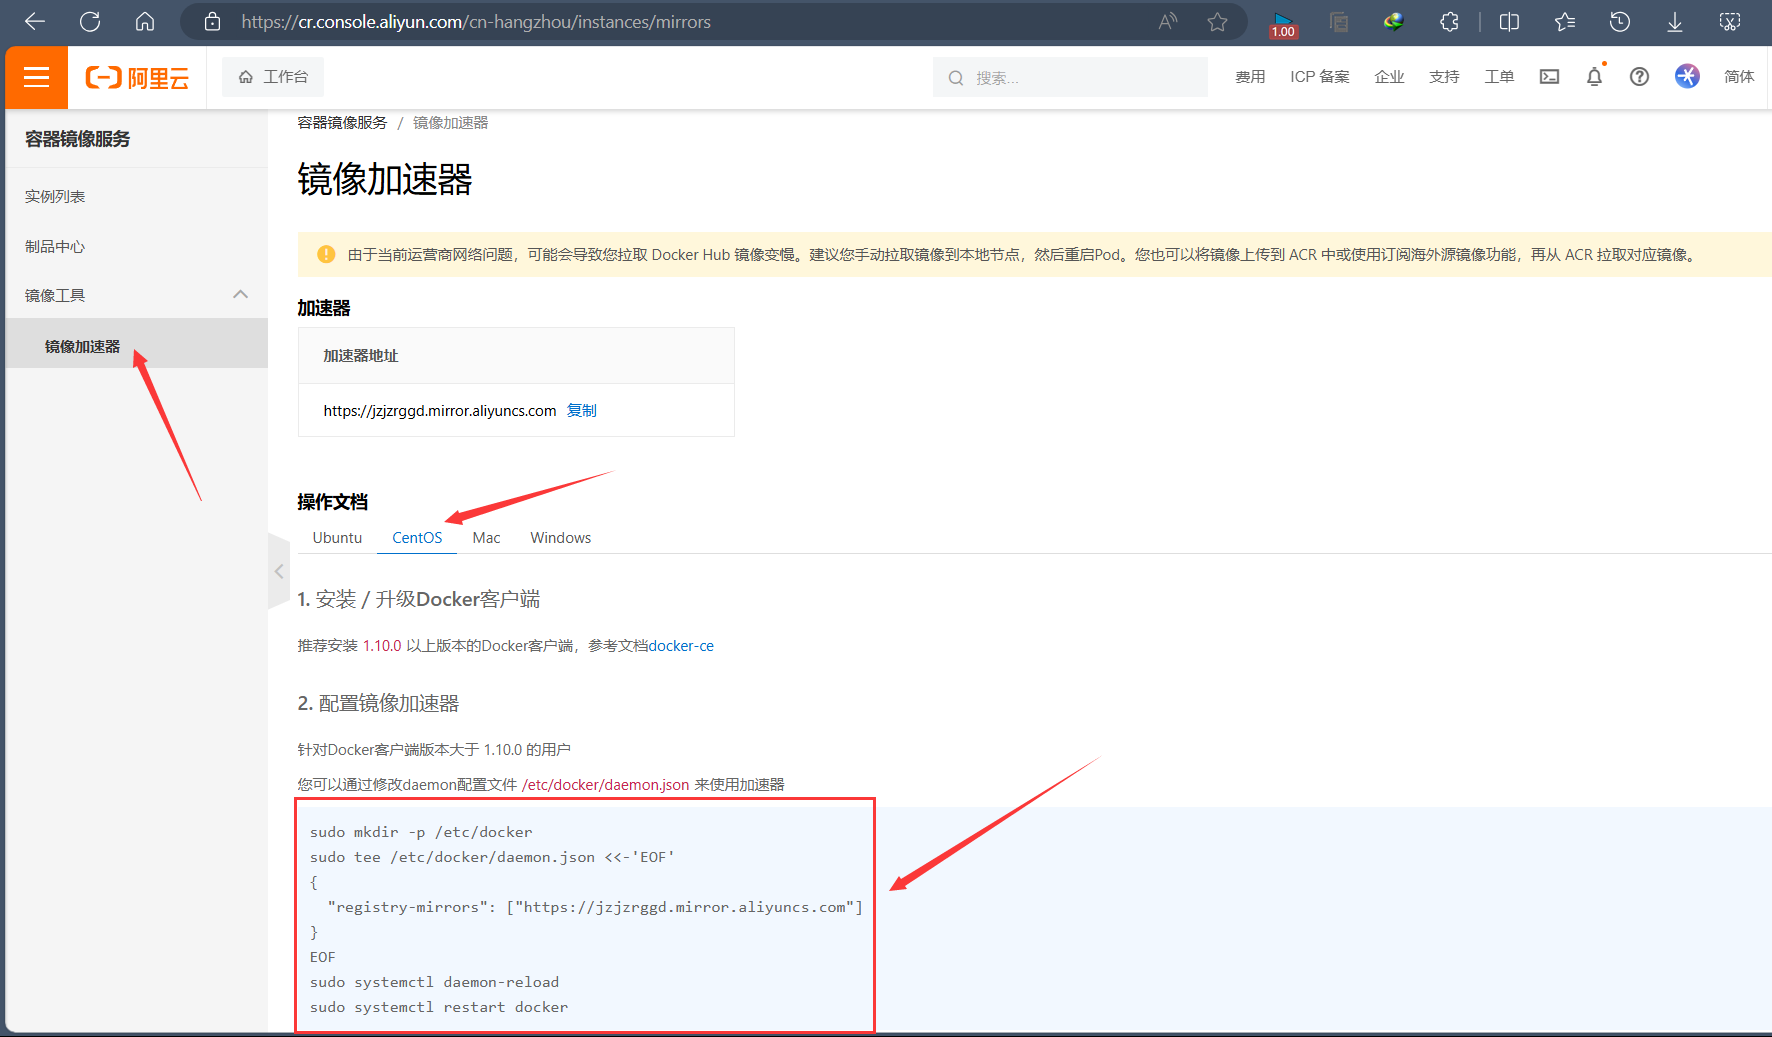 https://cr.console.aliyun.com/cn-hangzhou/instances/mirrors
1.00
阿里云
工作台
搜索...
费用
ICP 备案
企业
支持
工单
简体
容器镜像服务
实例列表
制品中心
镜像工具
镜像加速器
容器镜像服务 / 镜像加速器
镜像加速器
由于当前运营商网络问题，可能会导致您拉取 Docker Hub 镜像变慢。建议您手动拉取镜像到本地节点，然后重启Pod。您也可以将镜像上传到 ACR 中或使用订阅海外源镜像功能，再从 ACR 拉取对应镜像。
加速器
加速器地址
https://jzjzrggd.mirror.aliyuncs.com 复制
操作文档
Ubuntu CentOS Mac Windows
1. 安装 / 升级Docker客户端
推荐安装 1.10.0 以上版本的Docker客户端，参考文档docker-ce
2. 配置镜像加速器
针对Docker客户端版本大于 1.10.0 的用户
您可以通过修改daemon配置文件 /etc/docker/daemon.json 来使用加速器
sudo mkdir -p /etc/docker
sudo tee /etc/docker/daemon.json <<-'EOF'
{
  "registry-mirrors": ["https://jzjzrggd.mirror.aliyuncs.com"]
}
EOF
sudo systemctl daemon-reload
sudo systemctl restart docker